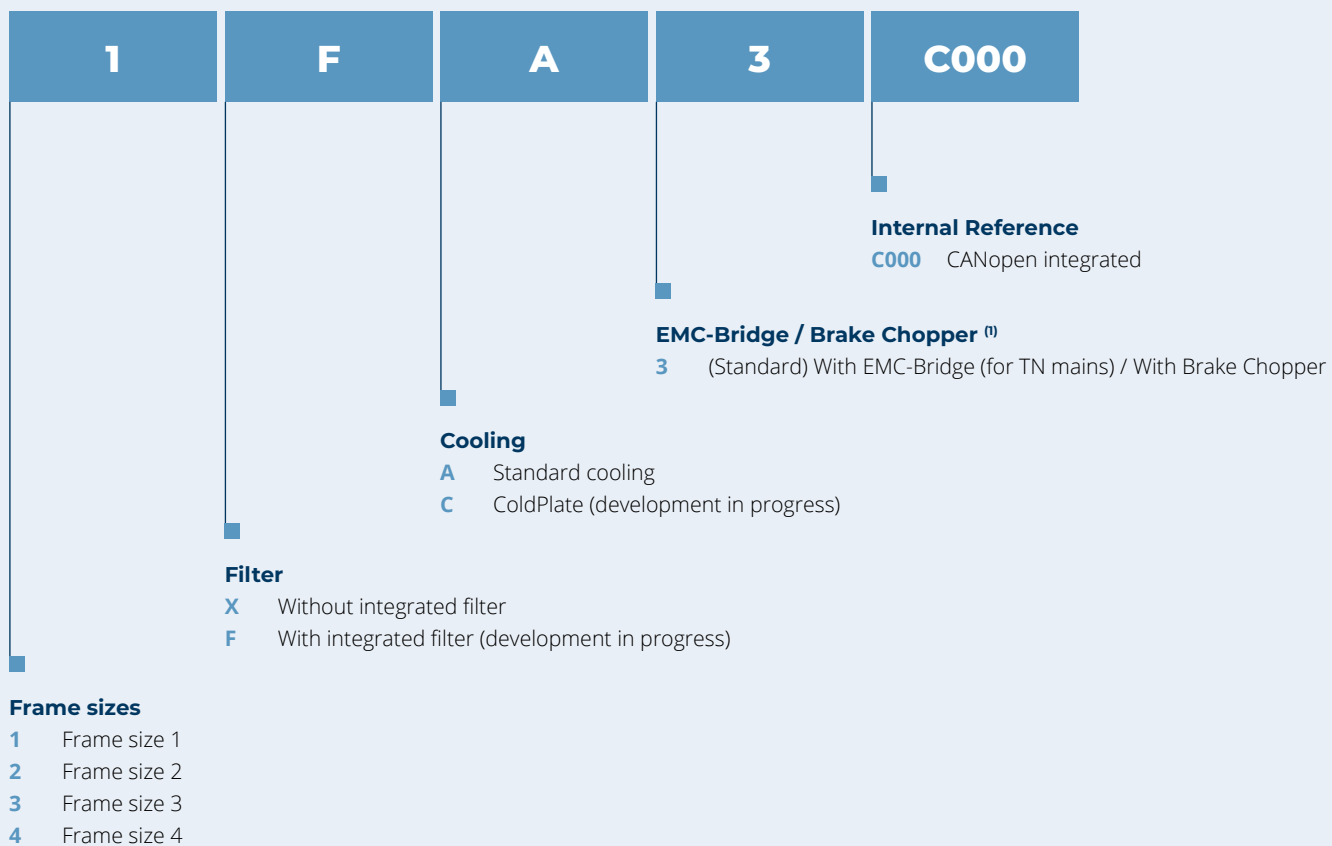 1 F A 3 C000
Internal Reference
C000 CANopen integrated
EMC-Bridge / Brake Chopper (1)
3 (Standard) With EMC-Bridge (for TN mains) / With Brake Chopper
Cooling
A Standard cooling
C ColdPlate (development in progress)
Filter
X Without integrated filter
F With integrated filter (development in progress)
Frame sizes
1 Frame size 1
2 Frame size 2
3 Frame size 3
4 Frame size 4